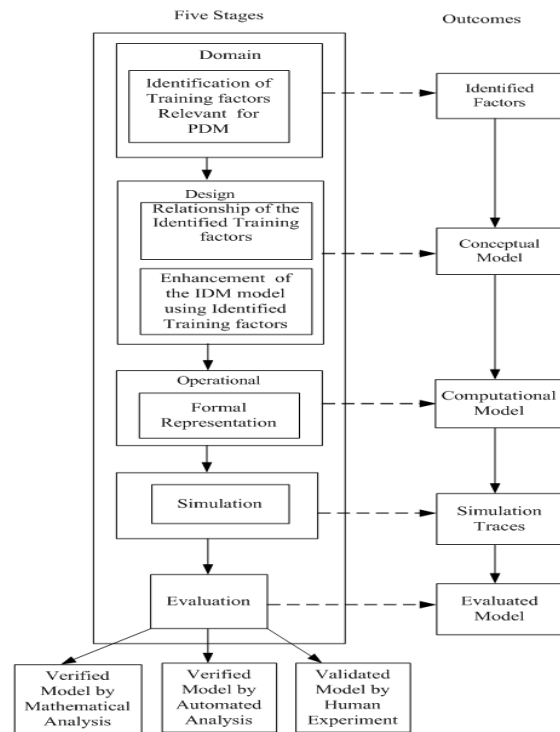 Five Stages
Outcomes
Domain
Identification of
Training factors
Relevant for
PDM
Identified
Factors
Design
Relationship of the
Identified Training
factors
Conceptual
Model
Enhancement of
the IDM model
using Identified
Training factors
Operational
Formal
Representation
Computational
Model
Simulation
Simulation
Traces
Evaluation
Evaluated
Model
Verified
Model by
Mathematical
Analysis
Verified
Model by
Automated
Analysis
Validated
Model by
Human
Experiment